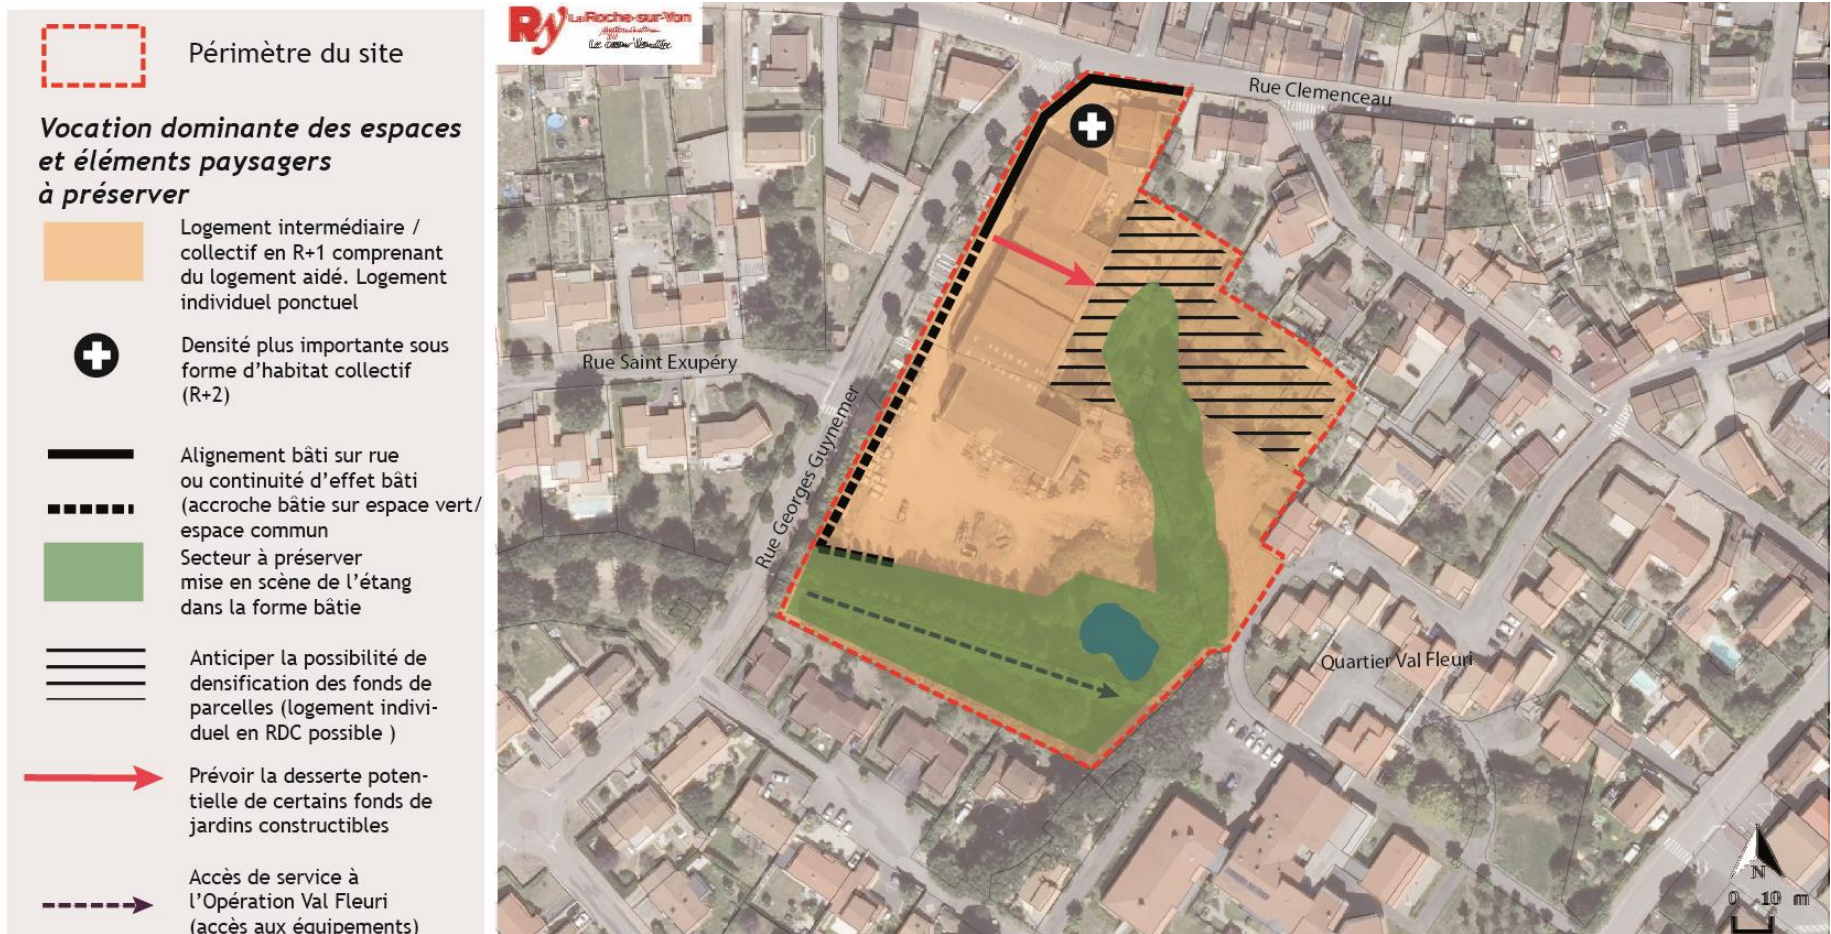 Périmètre du site
Vocation dominante des espaces
et éléments paysagers
à préserver
Logement intermédiaire /
collectif en R+1 comprenant
du logement aidé. Logement
individuel ponctuel
Densité plus importante sous
forme d'habitat collectif
(R+2)
Alignement bâti sur rue
ou continuité d'effet bâti
(accroche bâtie sur espace vert/
espace commun
Secteur à préserver
mise en scène de l'étang
dans la forme bâtie
Anticiper la possibilité de
densification des fonds de
parcelles (logement indivi-
duel en RDC possible )
Prévoir la desserte poten-
tielle de certains fonds de
jardins constructibles
Accès de service à
l'Opération Val Fleuri
(accès aux équipements)
Ry
La Roche-sur-Yon
agglomération
Le cœur Vendée
Rue Clemenceau
Rue Saint Exupéry
Rue Georges Guynemer
Quartier Val Fleuri
N
0 10 m